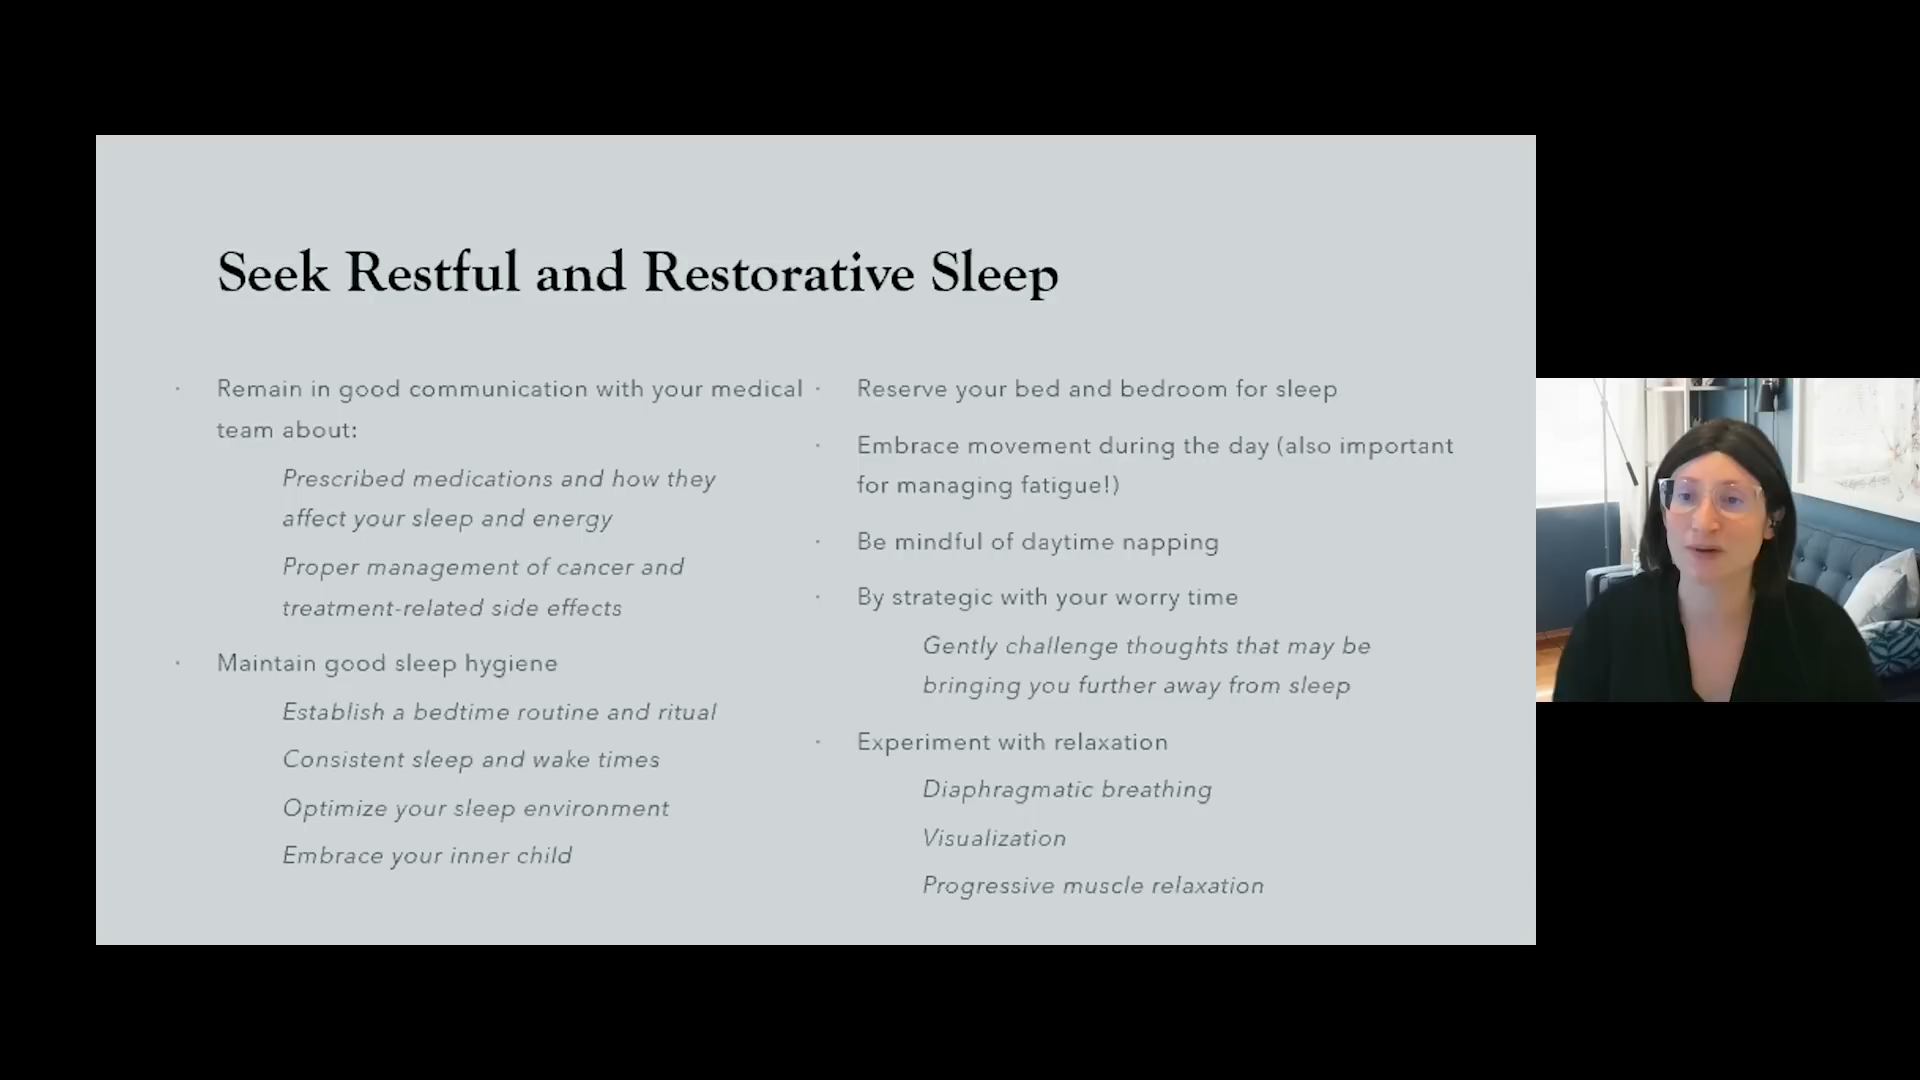 Seek Restful and Restorative Sleep
· Remain in good communication with your medical
team about:
Prescribed medications and how they
affect your sleep and energy
Proper management of cancer and
treatment-related side effects
· Maintain good sleep hygiene
Establish a bedtime routine and ritual
Consistent sleep and wake times
Optimize your sleep environment
Embrace your inner child
· Reserve your bed and bedroom for sleep
· Embrace movement during the day (also important
for managing fatigue!)
· Be mindful of daytime napping
· By strategic with your worry time
Gently challenge thoughts that may be
bringing you further away from sleep
· Experiment with relaxation
Diaphragmatic breathing
Visualization
Progressive muscle relaxation